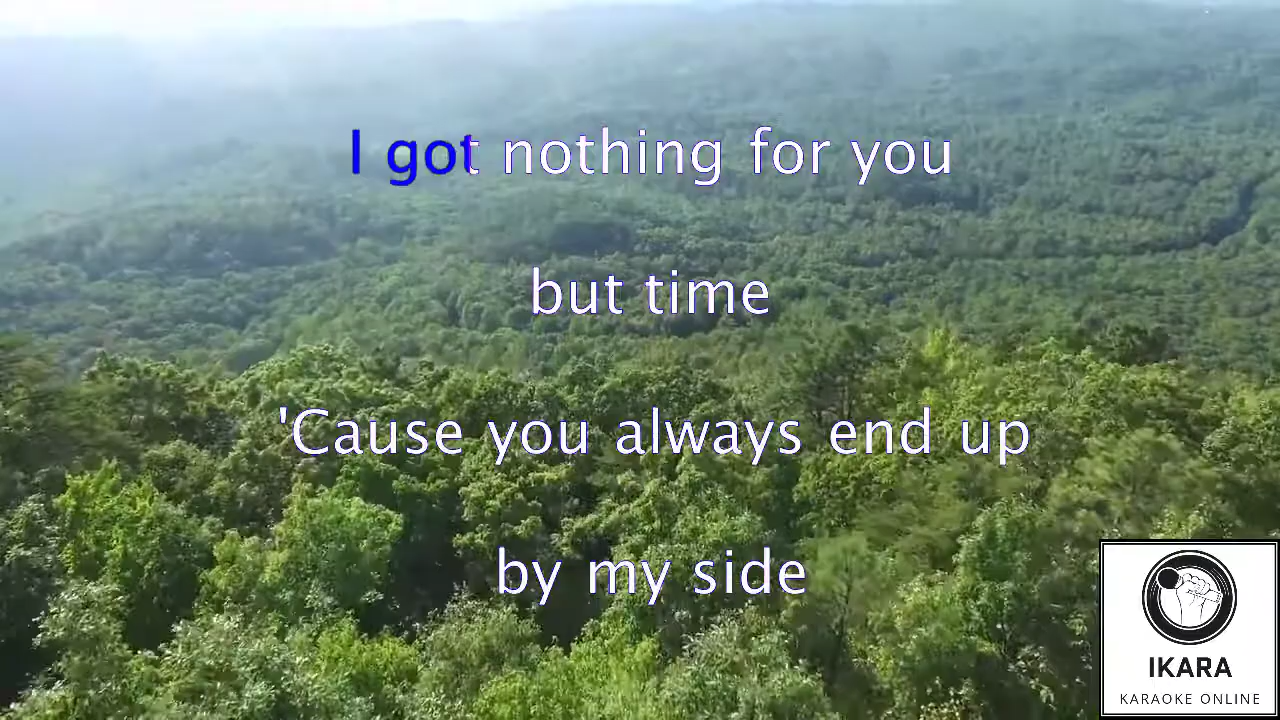 I got nothing for you
but time
'Cause you always end up
by my side
IKARA
KARAOKE ONLINE